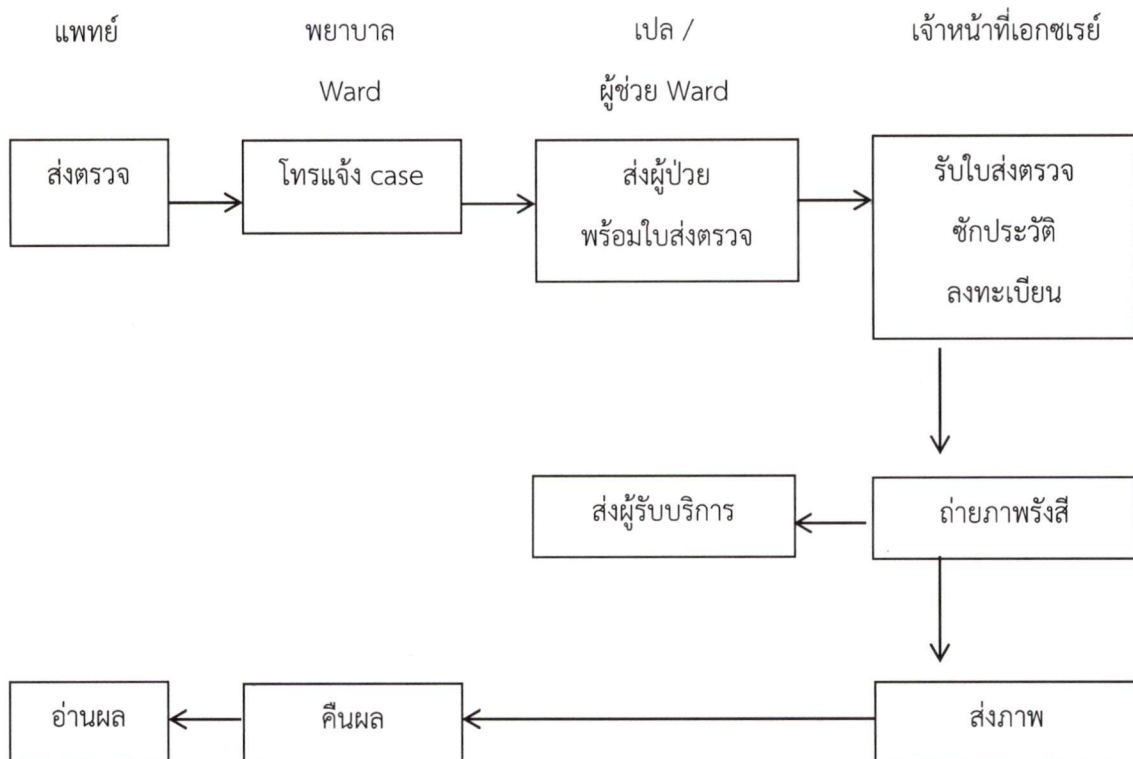 แพทย์ พยาบาล เปล / เจ้าหน้าที่เอกซเรย์
Ward ผู้ช่วย Ward
ส่งตรวจ
โทรแจ้ง case
ส่งผู้ป่วย
พร้อมใบส่งตรวจ
รับใบส่งตรวจ
ซักประวัติ
ลงทะเบียน
ส่งผู้รับบริการ
ถ่ายภาพรังสี
อ่านผล
คืนผล
ส่งภาพ